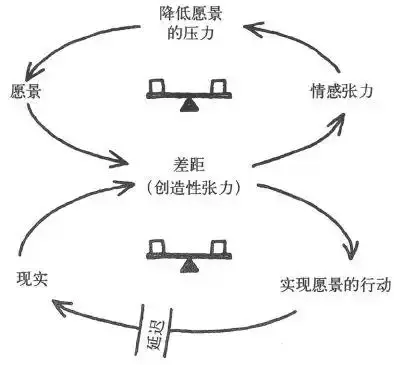 降低愿景
的压力
愿景
情感张力
差距
（创造性张力）
现实
实现愿景的行动
延迟